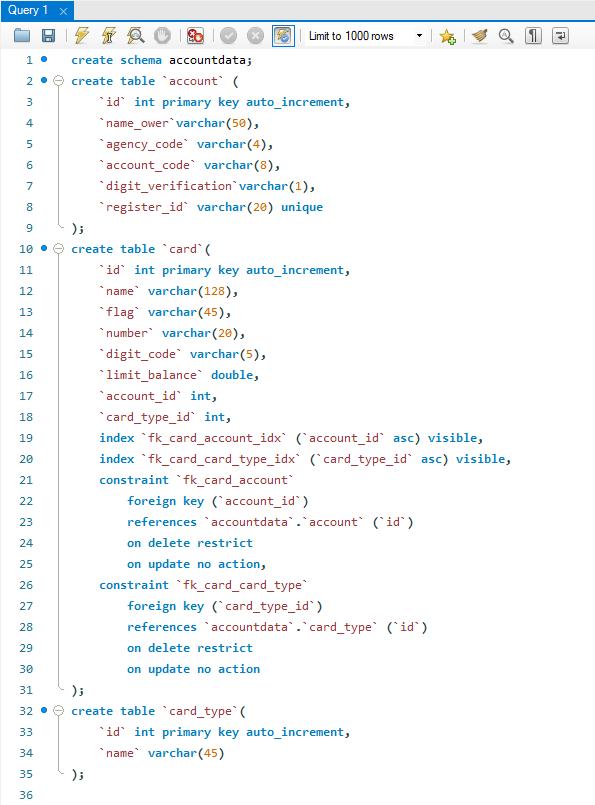 Query 1
Limit to 1000 rows
1 create schema accountdata;
2 create table `account` (
3 `id` int primary key auto_increment,
4 `name_ower`varchar(50),
5 `agency_code` varchar(4),
6 `account_code` varchar(8),
7 `digit_verification`varchar(1),
8 `register_id` varchar(20) unique
9 );
10 create table `card`(
11 `id` int primary key auto_increment,
12 `name` varchar(128),
13 `flag` varchar(45),
14 `number` varchar(20),
15 `digit_code` varchar(5),
16 `limit_balance` double,
17 `account_id` int,
18 `card_type_id` int,
19 index `fk_card_account_idx` (`account_id` asc) visible,
20 index `fk_card_card_type_idx` (`card_type_id` asc) visible,
21 constraint `fk_card_account`
22 foreign key (`account_id`)
23 references `accountdata`.`account` (`id`)
24 on delete restrict
25 on update no action,
26 constraint `fk_card_card_type`
27 foreign key (`card_type_id`)
28 references `accountdata`.`card_type` (`id`)
29 on delete restrict
30 on update no action
31 );
32 create table `card_type`(
33 `id` int primary key auto_increment,
34 `name` varchar(45)
35 );
36